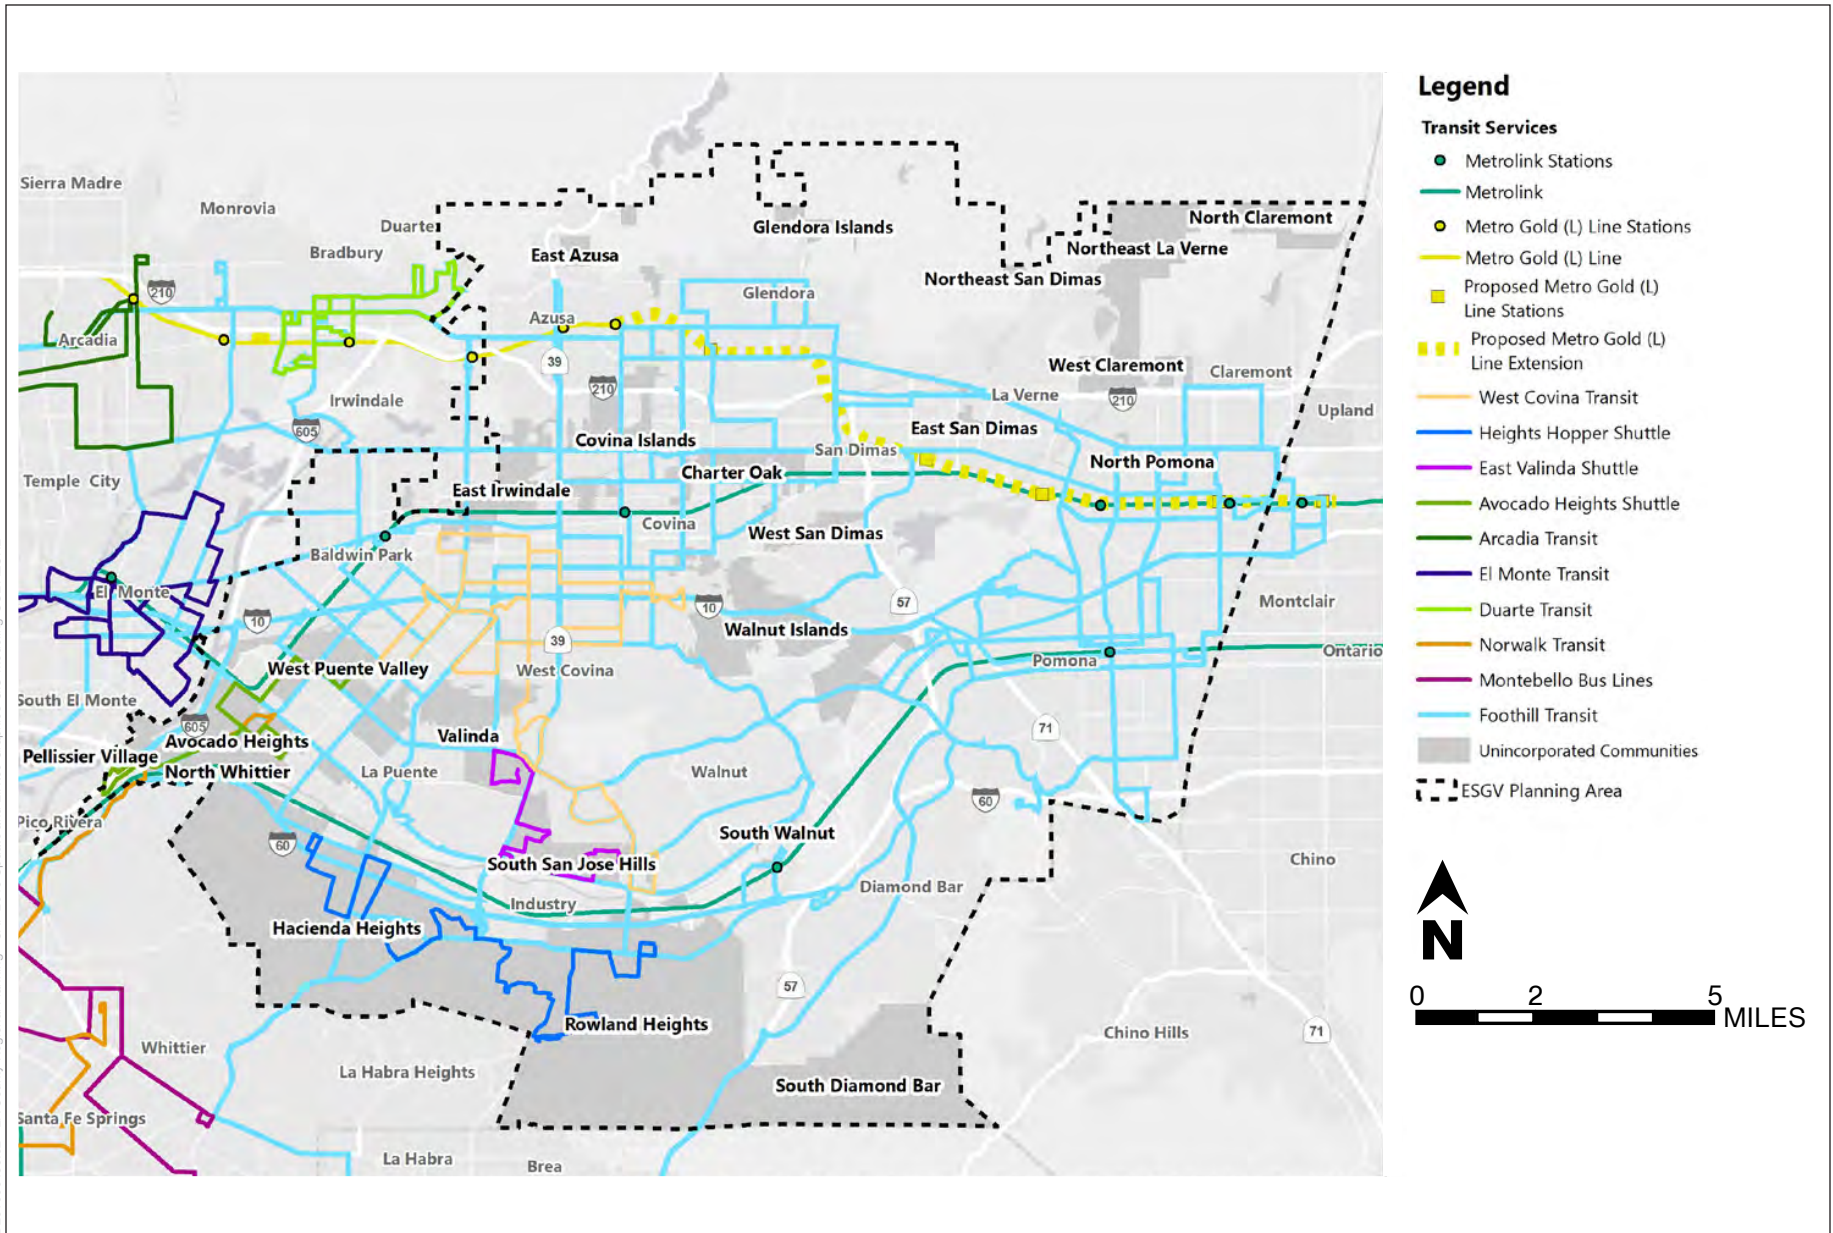 Legend
Transit Services
Metrolink Stations
Metrolink
Metro Gold (L) Line Stations
Metro Gold (L) Line
Proposed Metro Gold (L)
Line Stations
Proposed Metro Gold (L)
Line Extension
West Covina Transit
Heights Hopper Shuttle
East Valinda Shuttle
Avocado Heights Shuttle
Arcadia Transit
El Monte Transit
Duarte Transit
Norwalk Transit
Montebello Bus Lines
Foothill Transit
Unincorporated Communities
ESGV Planning Area
N
0 2 5
MILES
Sierra Madre
Monrovia
Duarte
Bradbury
East Azusa
Glendora Islands
North Claremont
Northeast La Verne
Northeast San Dimas
210
Glendora
Azusa
Arcadia
39
210
West Claremont
Claremont
210
Irwindale
La Verne
Upland
605
Covina Islands
East San Dimas
San Dimas
Charter Oak
North Pomona
Temple City
East Irwindale
Covina
West San Dimas
Baldwin Park
El Monte
10
10
57
Montclair
Walnut Islands
39
West Puente Valley
West Covina
Pomona
Ontario
South El Monte
605
71
Avocado Heights
Valinda
Pellissier Village
North Whittier
La Puente
Walnut
60
Pico Rivera
60
South Walnut
South San Jose Hills
Chino
Diamond Bar
Industry
Hacienda Heights
57
Rowland Heights
Chino Hills
71
Whittier
La Habra Heights
South Diamond Bar
Santa Fe Springs
La Habra
Brea